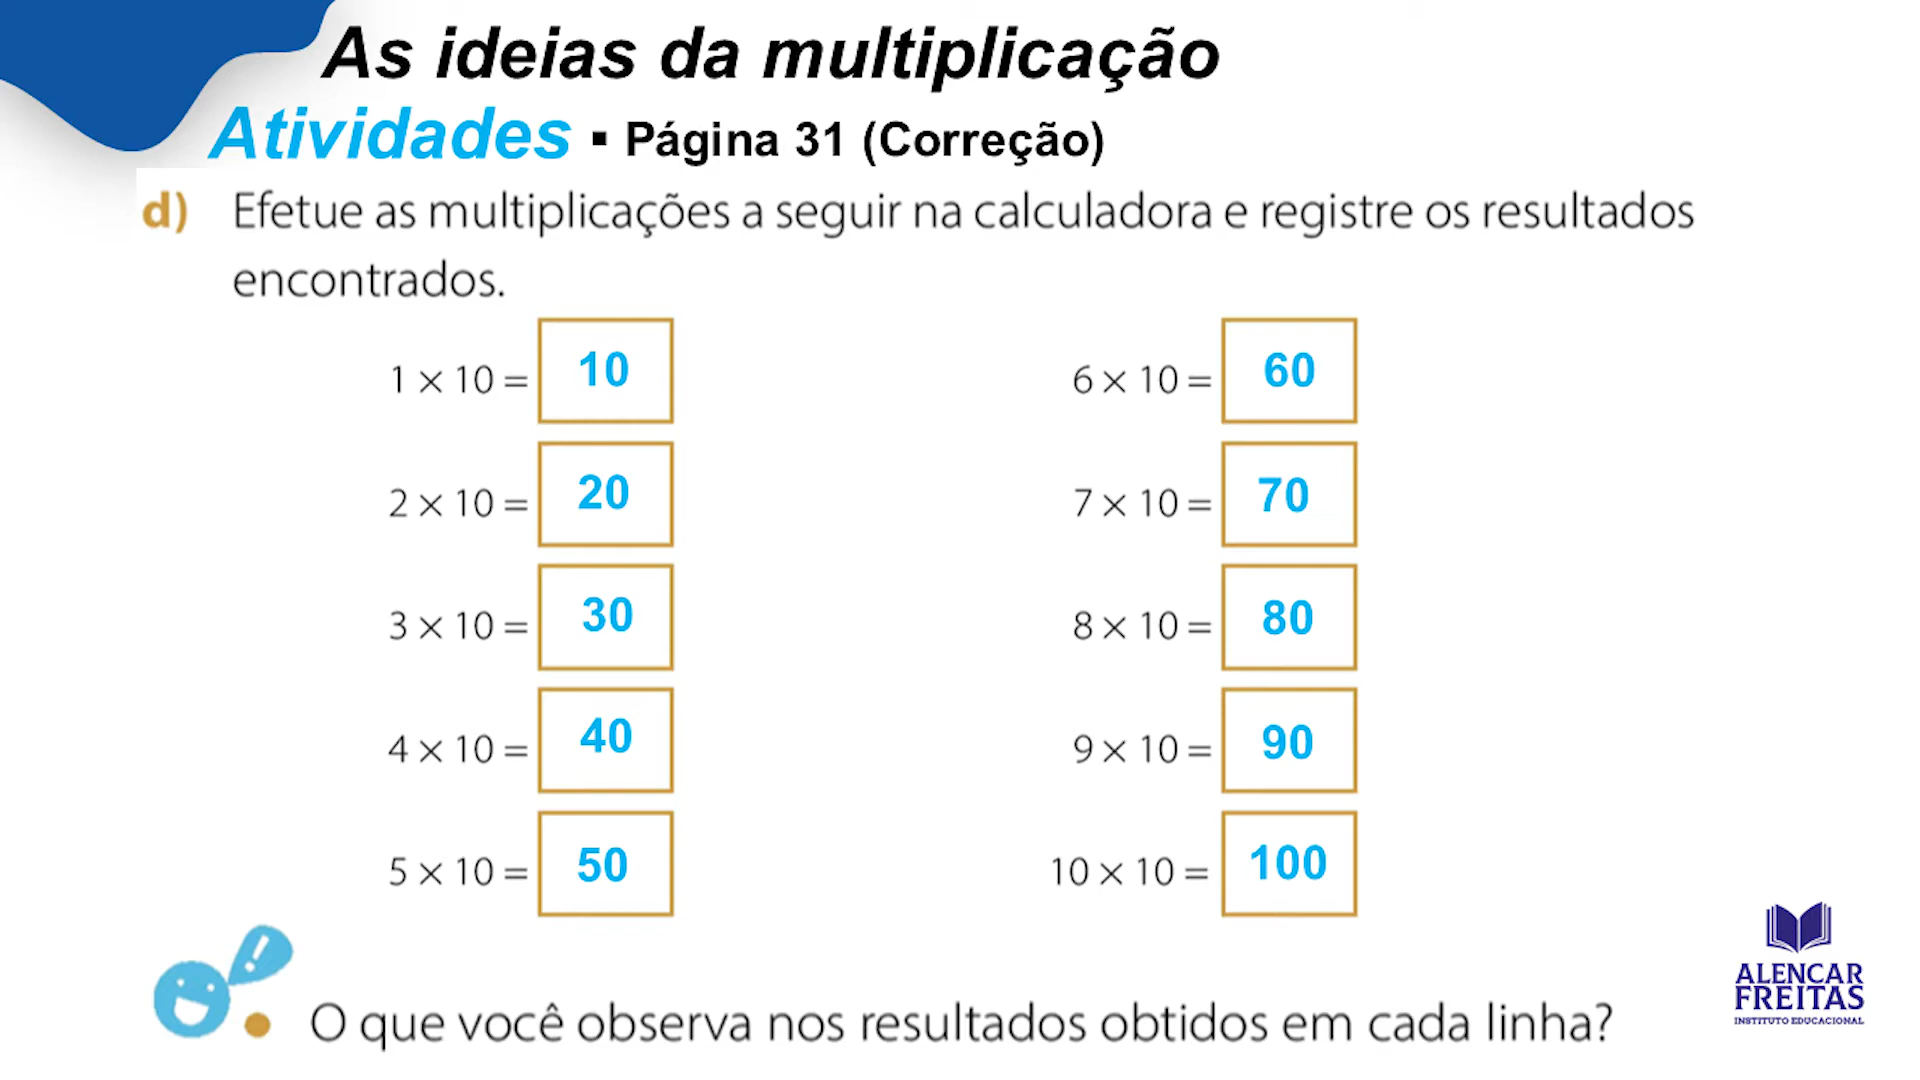 As ideias da multiplicação
Atividades ▪ Página 31 (Correção)
d) Efetue as multiplicações a seguir na calculadora e registre os resultados
encontrados.
1 × 10 = 10
6 × 10 = 60
2 × 10 = 20
7 × 10 = 70
3 × 10 = 30
8 × 10 = 80
4 × 10 = 40
9 × 10 = 90
5 × 10 = 50
10 × 10 = 100
!
O que você observa nos resultados obtidos em cada linha?
ALENCAR
FREITAS
INSTITUTO EDUCACIONAL